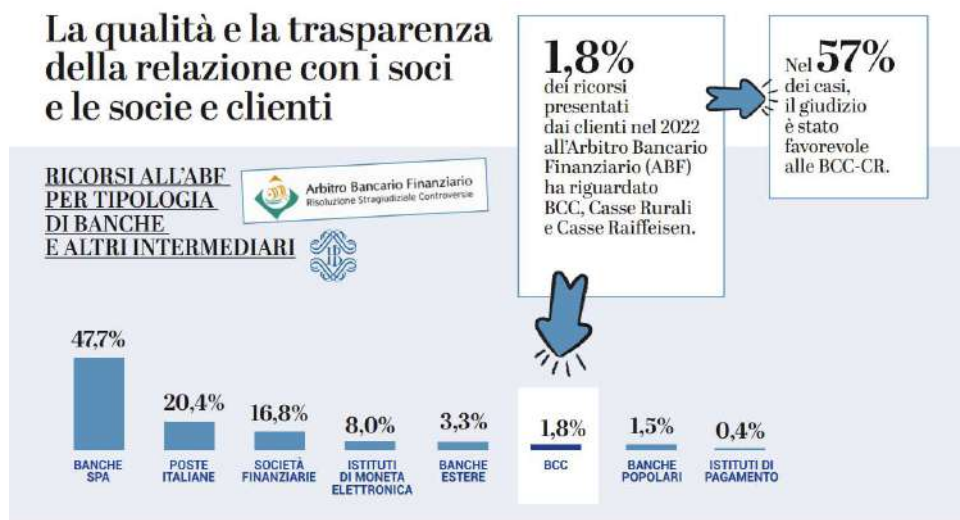 La qualità e la trasparenza
della relazione con i soci
e le socie e clienti
1,8%
dei ricorsi
presentati
dai clienti nel 2022
all'Arbitro Bancario
Finanziario (ABF)
ha riguardato
BCC, Casse Rurali
e Casse Raiffeisen.
Nel 57%
dei casi,
il giudizio
è stato
favorevole
alle BCC-CR.
RICORSI ALL'ABF
PER TIPOLOGIA
DI BANCHE
E ALTRI INTERMEDIARI
Arbitro Bancario Finanziario
Risoluzione Stragiudiziale Controversie
47,7%
BANCHE
SPA
20,4%
POSTE
ITALIANE
16,8%
SOCIETÀ
FINANZIARIE
8,0%
ISTITUTI
DI MONETA
ELETTRONICA
3,3%
BANCHE
ESTERE
1,8%
BCC
1,5%
BANCHE
POPOLARI
0,4%
ISTITUTI DI
PAGAMENTO